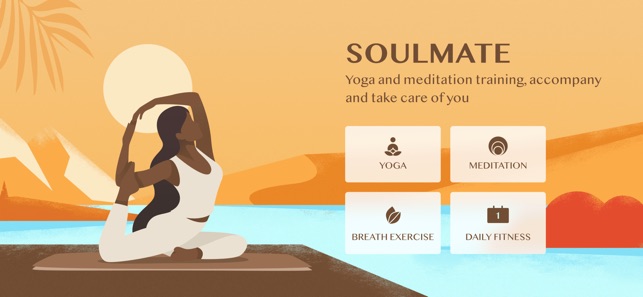 SOULMATE
Yoga and meditation training, accompany
and take care of you
YOGA
MEDITATION
BREATH EXERCISE
1
DAILY FITNESS